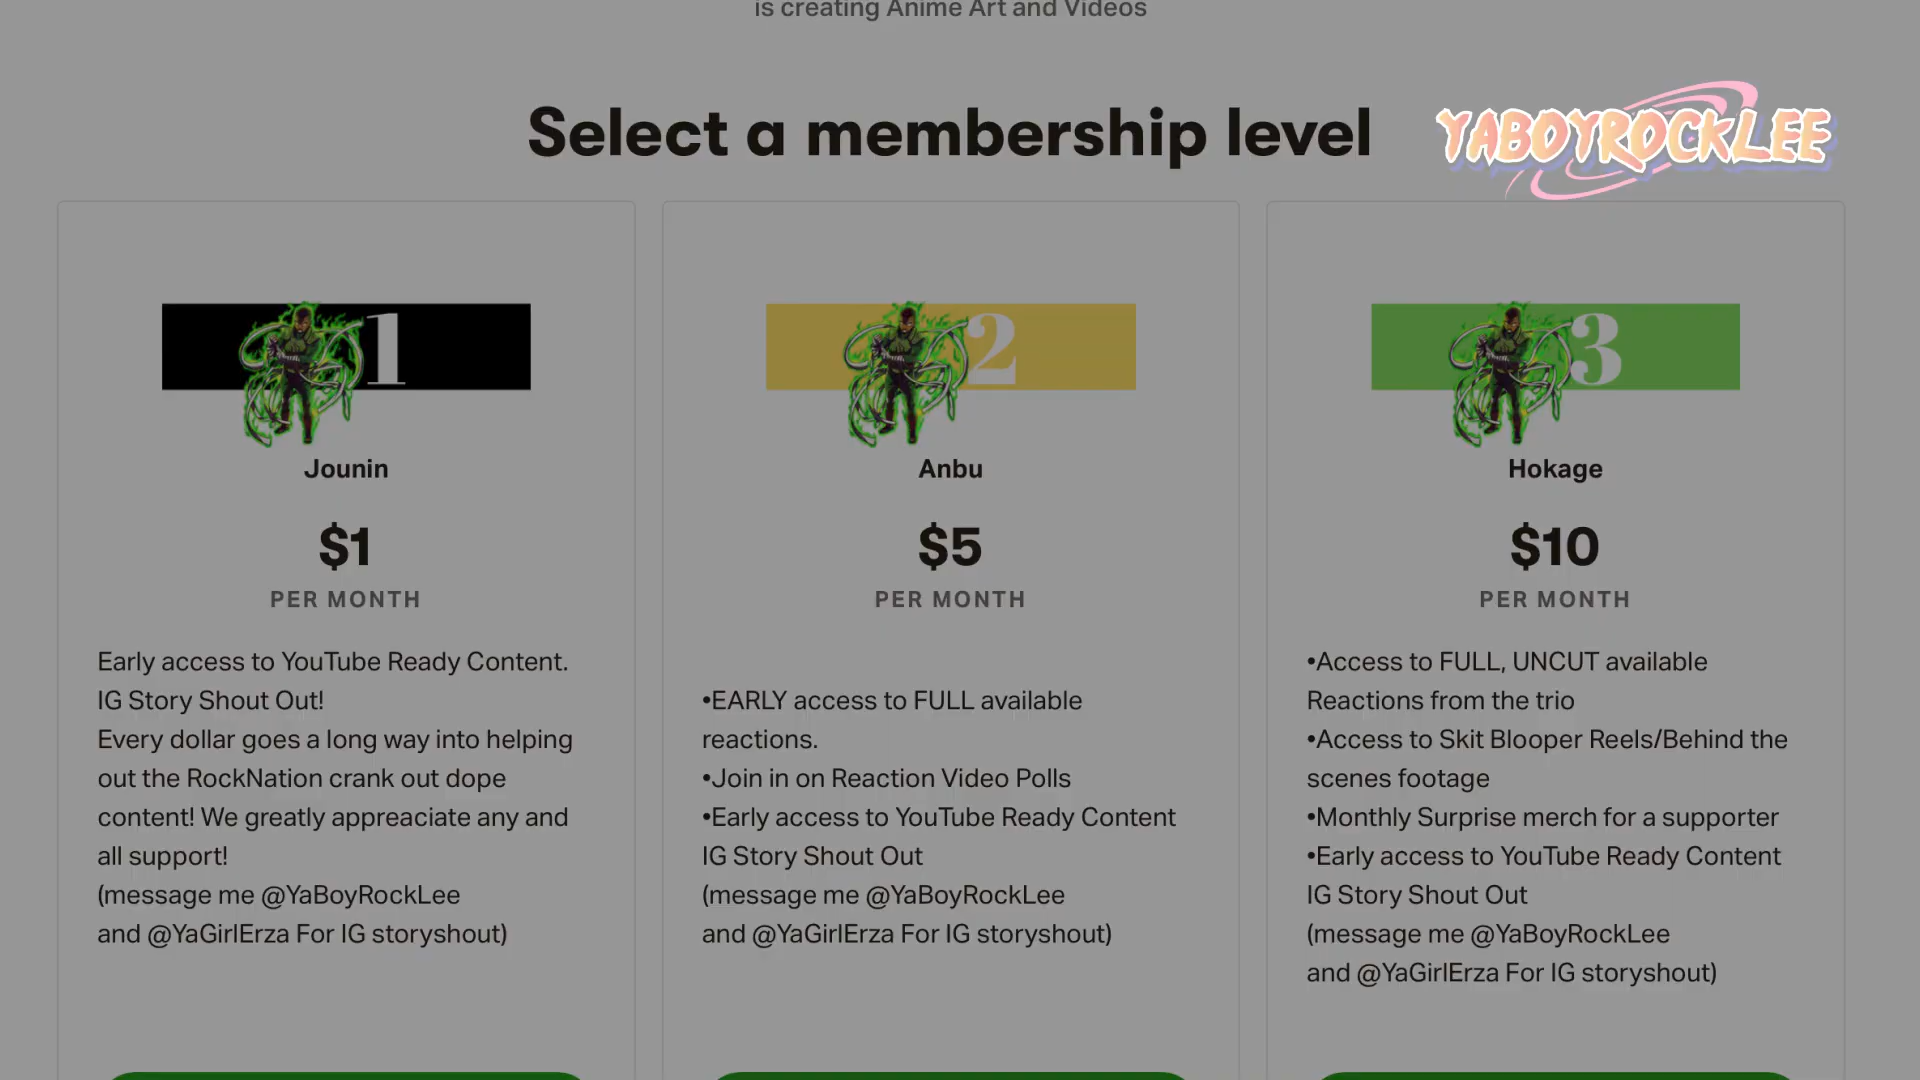 is creating Anime Art and Videos
Select a membership level
YABOYROCKLEE
1
Jounin
$1
PER MONTH
Early access to YouTube Ready Content.
IG Story Shout Out!
Every dollar goes a long way into helping
out the RockNation crank out dope
content! We greatly appreaciate any and
all support!
(message me @YaBoyRockLee
and @YaGirlErza For IG storyshout)
2
Anbu
$5
PER MONTH
•EARLY access to FULL available
reactions.
•Join in on Reaction Video Polls
•Early access to YouTube Ready Content
IG Story Shout Out
(message me @YaBoyRockLee
and @YaGirlErza For IG storyshout)
3
Hokage
$10
PER MONTH
•Access to FULL, UNCUT available
Reactions from the trio
•Access to Skit Blooper Reels/Behind the
scenes footage
•Monthly Surprise merch for a supporter
•Early access to YouTube Ready Content
IG Story Shout Out
(message me @YaBoyRockLee
and @YaGirlErza For IG storyshout)